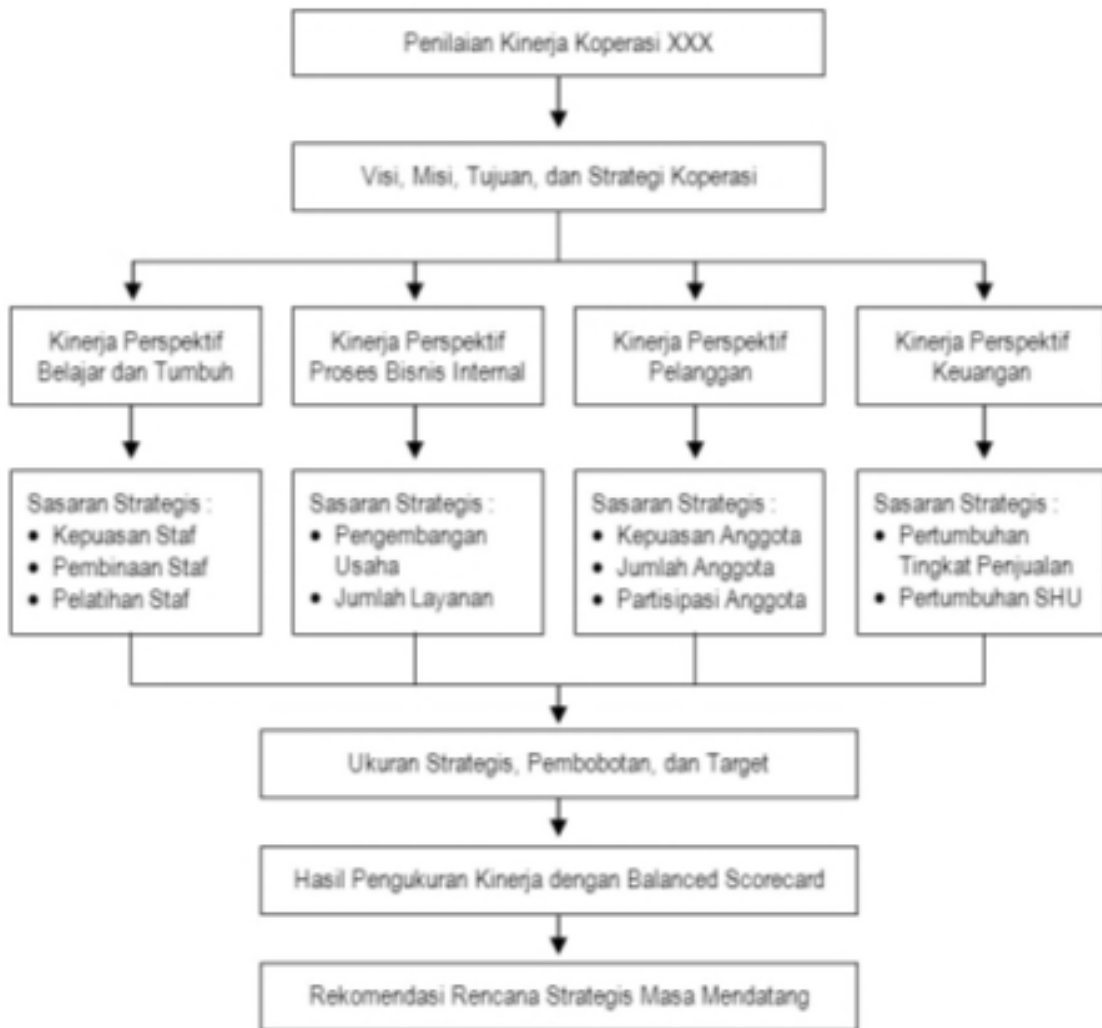 Penilaian Kinerja Koperasi XXX
Visi, Misi, Tujuan, dan Strategi Koperasi
Kinerja Perspektif
Belajar dan Tumbuh
Kinerja Perspektif
Proses Bisnis Internal
Kinerja Perspektif
Pelanggan
Kinerja Perspektif
Keuangan
Sasaran Strategis :
• Kepuasan Staf
• Pembinaan Staf
• Pelatihan Staf
Sasaran Strategis :
• Pengembangan
Usaha
• Jumlah Layanan
Sasaran Strategis :
• Kepuasan Anggota
• Jumlah Anggota
• Partisipasi Anggota
Sasaran Strategis :
• Pertumbuhan
Tingkat Penjualan
• Pertumbuhan SHU
Ukuran Strategis, Pembobotan, dan Target
Hasil Pengukuran Kinerja dengan Balanced Scorecard
Rekomendasi Rencana Strategis Masa Mendatang